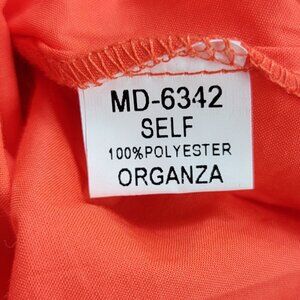 MD-6342
SELF
100%POLYESTER
ORGANZA